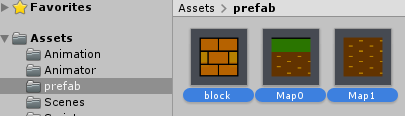 Favorites
Assets
Animation
Animator
prefab
Scenes
Assets ▸ prefab
block
Map0
Map1